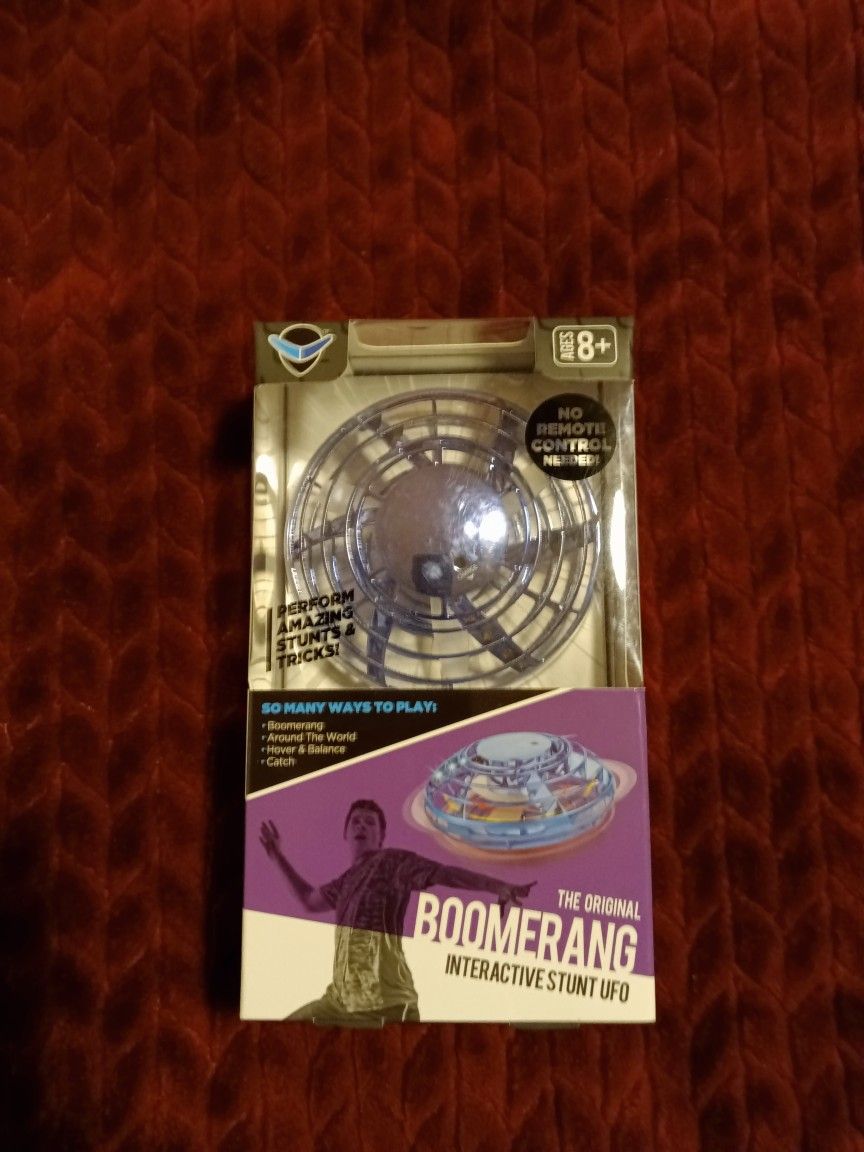 AGES 8+
NO
REMOTE
CONTROL
NEEDED!
PERFORM
AMAZING
STUNTS &
TRICKS!
SO MANY WAYS TO PLAY:
• Boomerang
• Around The World
• Hover & Balance
• Catch
THE ORIGINAL
BOOMERANG
INTERACTIVE STUNT UFO